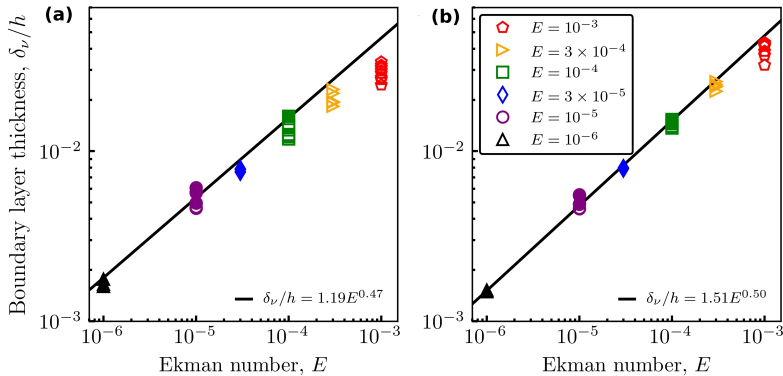 (a)
(b)
Boundary layer thickness, δ_ν/h
10^{-2}
10^{-3}
10^{-6}
10^{-5}
10^{-4}
10^{-3}
Ekman number, E
δ_ν/h = 1.19E^{0.47}
E = 10^{-3}
E = 3 × 10^{-4}
E = 10^{-4}
E = 3 × 10^{-5}
E = 10^{-5}
E = 10^{-6}
10^{-2}
10^{-3}
10^{-6}
10^{-5}
10^{-4}
10^{-3}
Ekman number, E
δ_ν/h = 1.51E^{0.50}